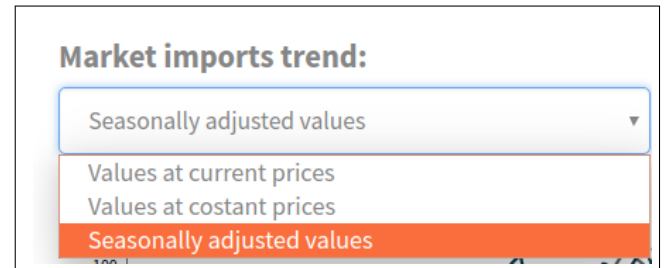 Market imports trend:
Seasonally adjusted values
Values at current prices
Values at costant prices
Seasonally adjusted values